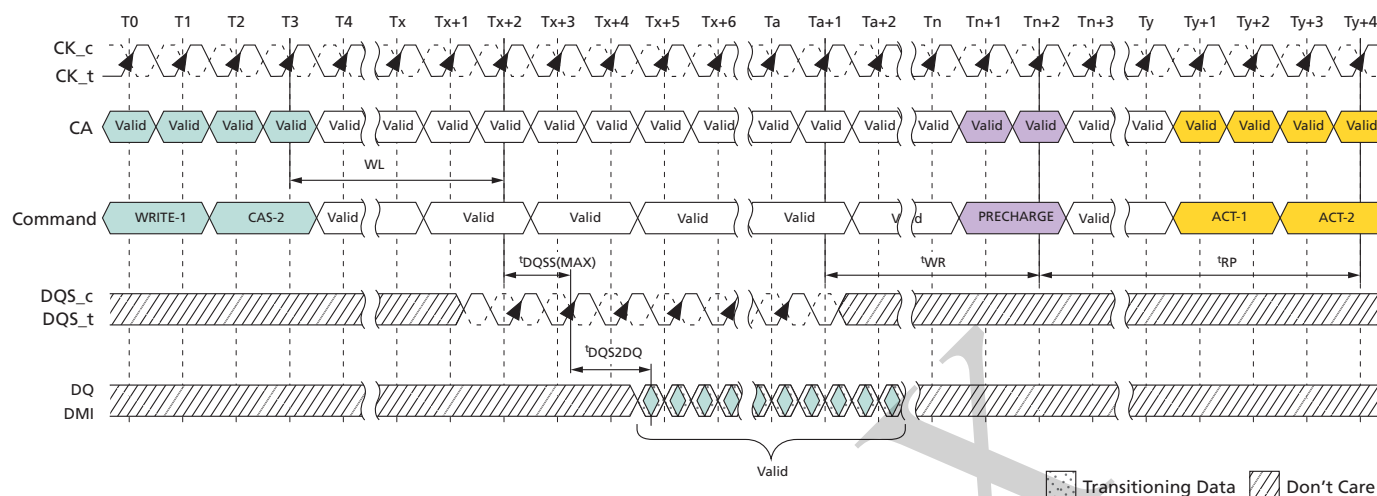 T0 T1 T2 T3 T4 Tx Tx+1 Tx+2 Tx+3 Tx+4 Tx+5 Tx+6 Ta Ta+1 Ta+2 Tn Tn+1 Tn+2 Tn+3 Ty Ty+1 Ty+2 Ty+3 Ty+4
CK_c
CK_t
CA Valid Valid Valid Valid Valid Valid Valid Valid Valid Valid Valid Valid Valid Valid Valid Valid Valid Valid Valid Valid Valid Valid Valid Valid
WL
Command WRITE-1 CAS-2 Valid Valid Valid Valid Valid PRECHARGE Valid ACT-1 ACT-2
tDQSS(MAX) tWR tRP
DQS_c
DQS_t
tDQS2DQ
DQ
DMI
Valid
Transitioning Data Don't Care